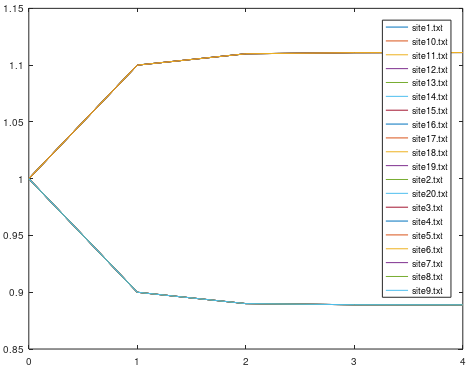 1.15
1.1
1.05
1
0.95
0.9
0.85
0
1
2
3
4
site1.txt
site10.txt
site11.txt
site12.txt
site13.txt
site14.txt
site15.txt
site16.txt
site17.txt
site18.txt
site19.txt
site2.txt
site20.txt
site3.txt
site4.txt
site5.txt
site6.txt
site7.txt
site8.txt
site9.txt